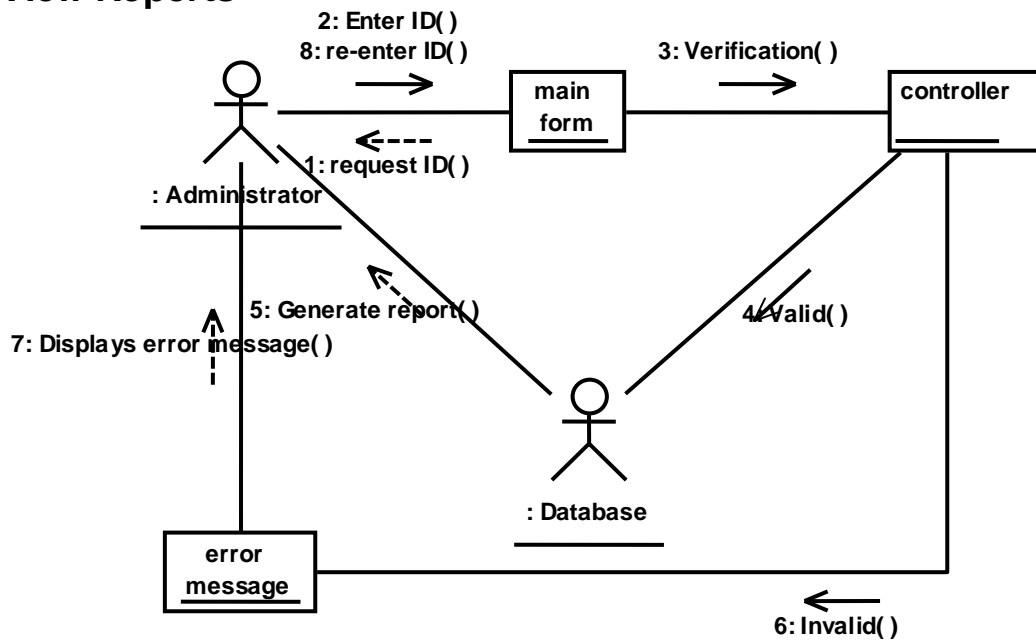 View Reports
2: Enter ID( )
8: re-enter ID( )
3: Verification( )
main
form
controller
1: request ID( )
: Administrator
5: Generate report( )
4: Valid( )
7: Displays error message( )
: Database
error
message
6: Invalid( )